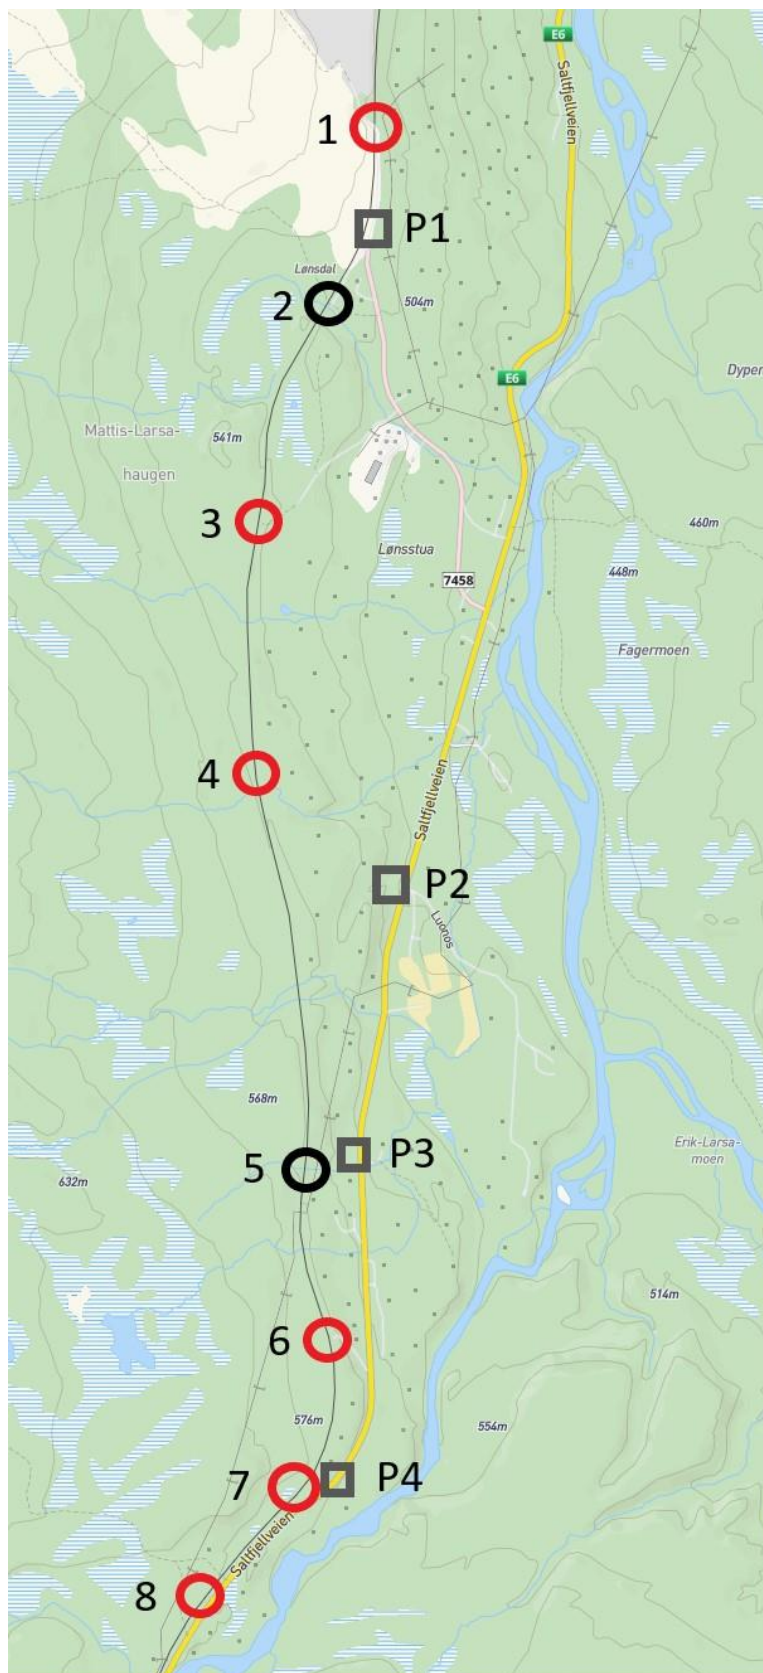 E6
Saltfjellveien
1
P1
Lønsdal
2
504m
Dyper
E6
Mattis-Larsa-
haugen
541m
3
460m
Lønsstua
7458
448m
Fagermoen
4
Saltfjellveien
P2
Luonos
568m
P3
Erik-Larsa-
moen
5
632m
514m
6
576m
554m
P4
7
Saltfjellveien
8